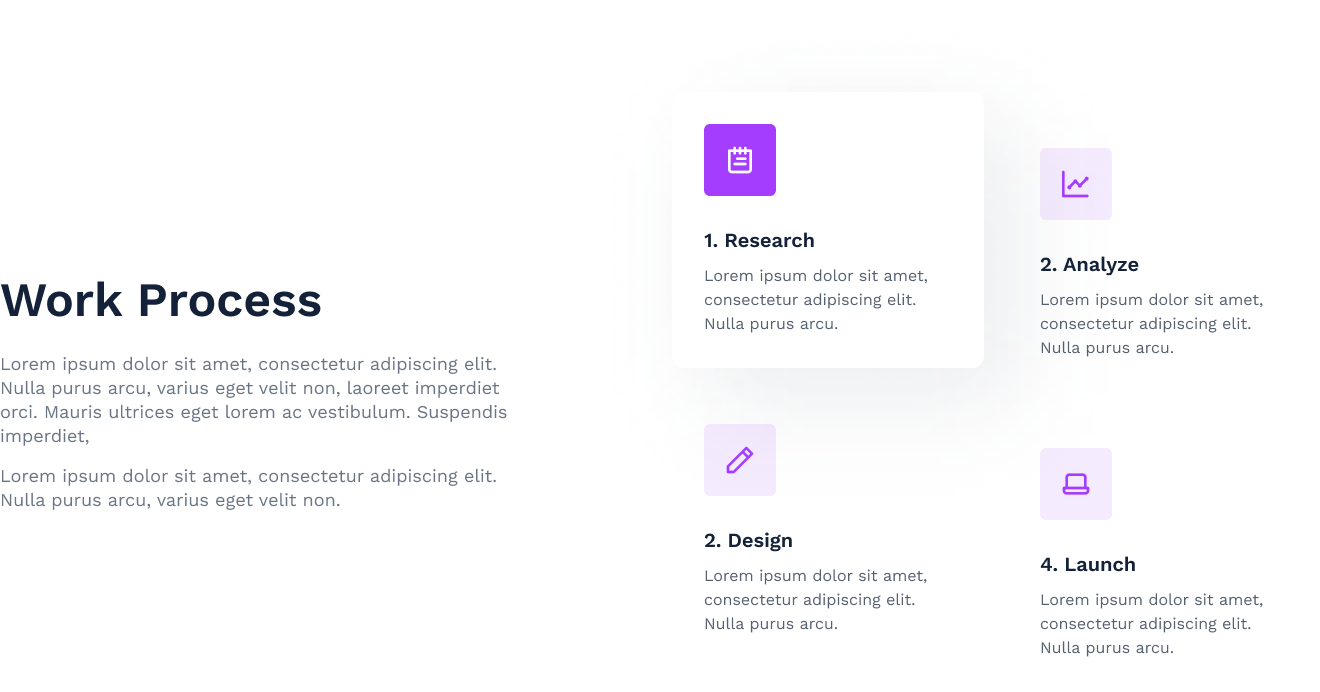 Work Process
Lorem ipsum dolor sit amet, consectetur adipiscing elit.
Nulla purus arcu, varius eget velit non, laoreet imperdiet
orci. Mauris ultrices eget lorem ac vestibulum. Suspendis
imperdiet,
Lorem ipsum dolor sit amet, consectetur adipiscing elit.
Nulla purus arcu, varius eget velit non.
1. Research
Lorem ipsum dolor sit amet,
consectetur adipiscing elit.
Nulla purus arcu.
2. Analyze
Lorem ipsum dolor sit amet,
consectetur adipiscing elit.
Nulla purus arcu.
2. Design
Lorem ipsum dolor sit amet,
consectetur adipiscing elit.
Nulla purus arcu.
4. Launch
Lorem ipsum dolor sit amet,
consectetur adipiscing elit.
Nulla purus arcu.